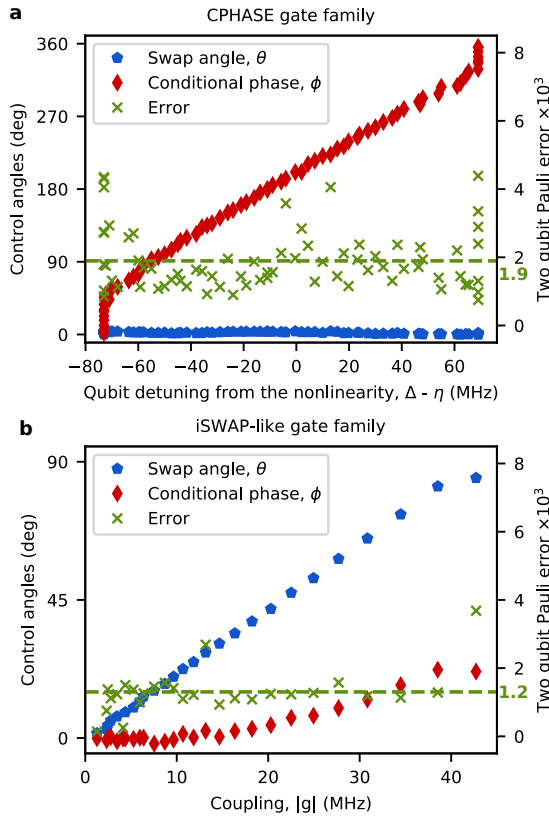 a
CPHASE gate family
Swap angle, θ
Conditional phase, ϕ
Error
360
270
180
90
0
Control angles (deg)
8
6
4
2
0
1.9
Two qubit Pauli error ×10³
−80 −60 −40 −20 0 20 40 60
Qubit detuning from the nonlinearity, Δ - η (MHz)
b
iSWAP-like gate family
Swap angle, θ
Conditional phase, ϕ
Error
90
45
0
Control angles (deg)
8
6
4
2
0
1.2
Two qubit Pauli error ×10³
0 10 20 30 40
Coupling, |g| (MHz)